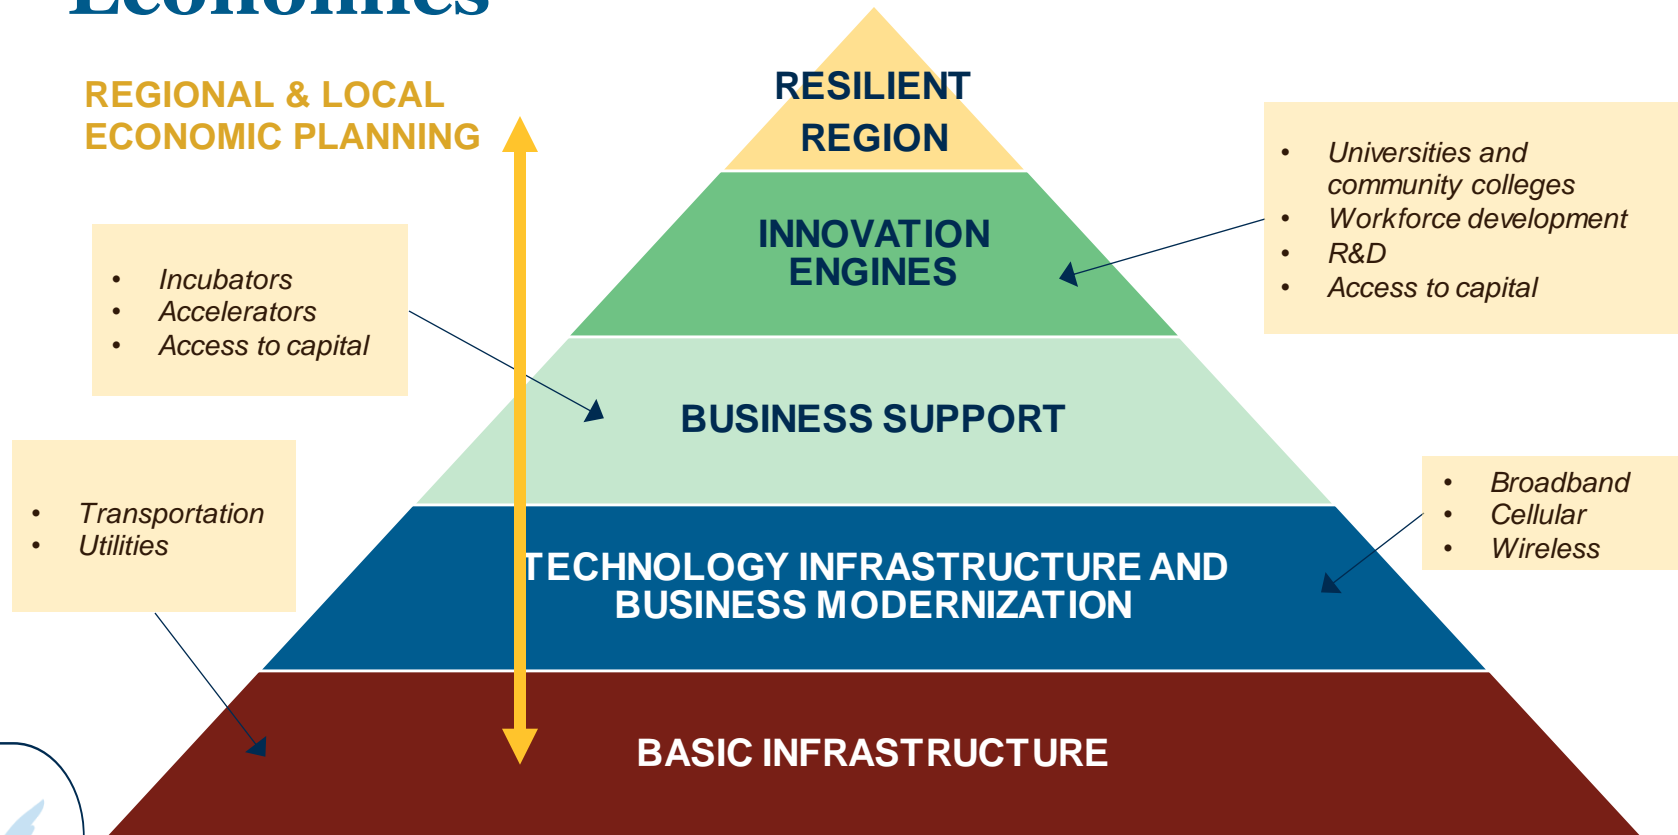 Economies
REGIONAL & LOCAL
ECONOMIC PLANNING
RESILIENT
REGION
• Universities and
community colleges
• Workforce development
• R&D
• Access to capital
INNOVATION
ENGINES
• Incubators
• Accelerators
• Access to capital
BUSINESS SUPPORT
• Transportation
• Utilities
• Broadband
• Cellular
• Wireless
TECHNOLOGY INFRASTRUCTURE AND
BUSINESS MODERNIZATION
BASIC INFRASTRUCTURE